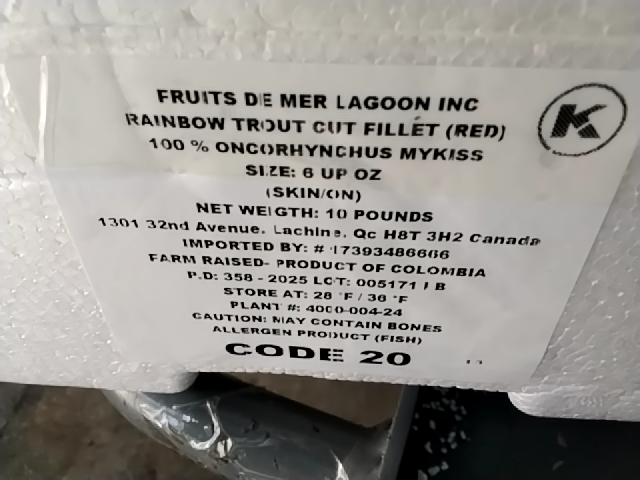 FRUITS DE MER LAGOON INC
RAINBOW TROUT CUT FILLET (RED)
K
100 % ONCORHYNCHUS MYKISS
SIZE: 6 UP OZ
(SKIN/ON)
NET WEIGTH: 10 POUNDS
1301 32nd Avenue, Lachine, Qc H8T 3H2 Canada
IMPORTED BY: # 17393486666
FARM RAISED- PRODUCT OF COLOMBIA
P.D: 358 - 2025 LOT: 005171 B
STORE AT: 28 °F / 36 °F
PLANT #: 4000-004-24
CAUTION: MAY CONTAIN BONES
ALLERGEN PRODUCT (FISH)
CODE 20